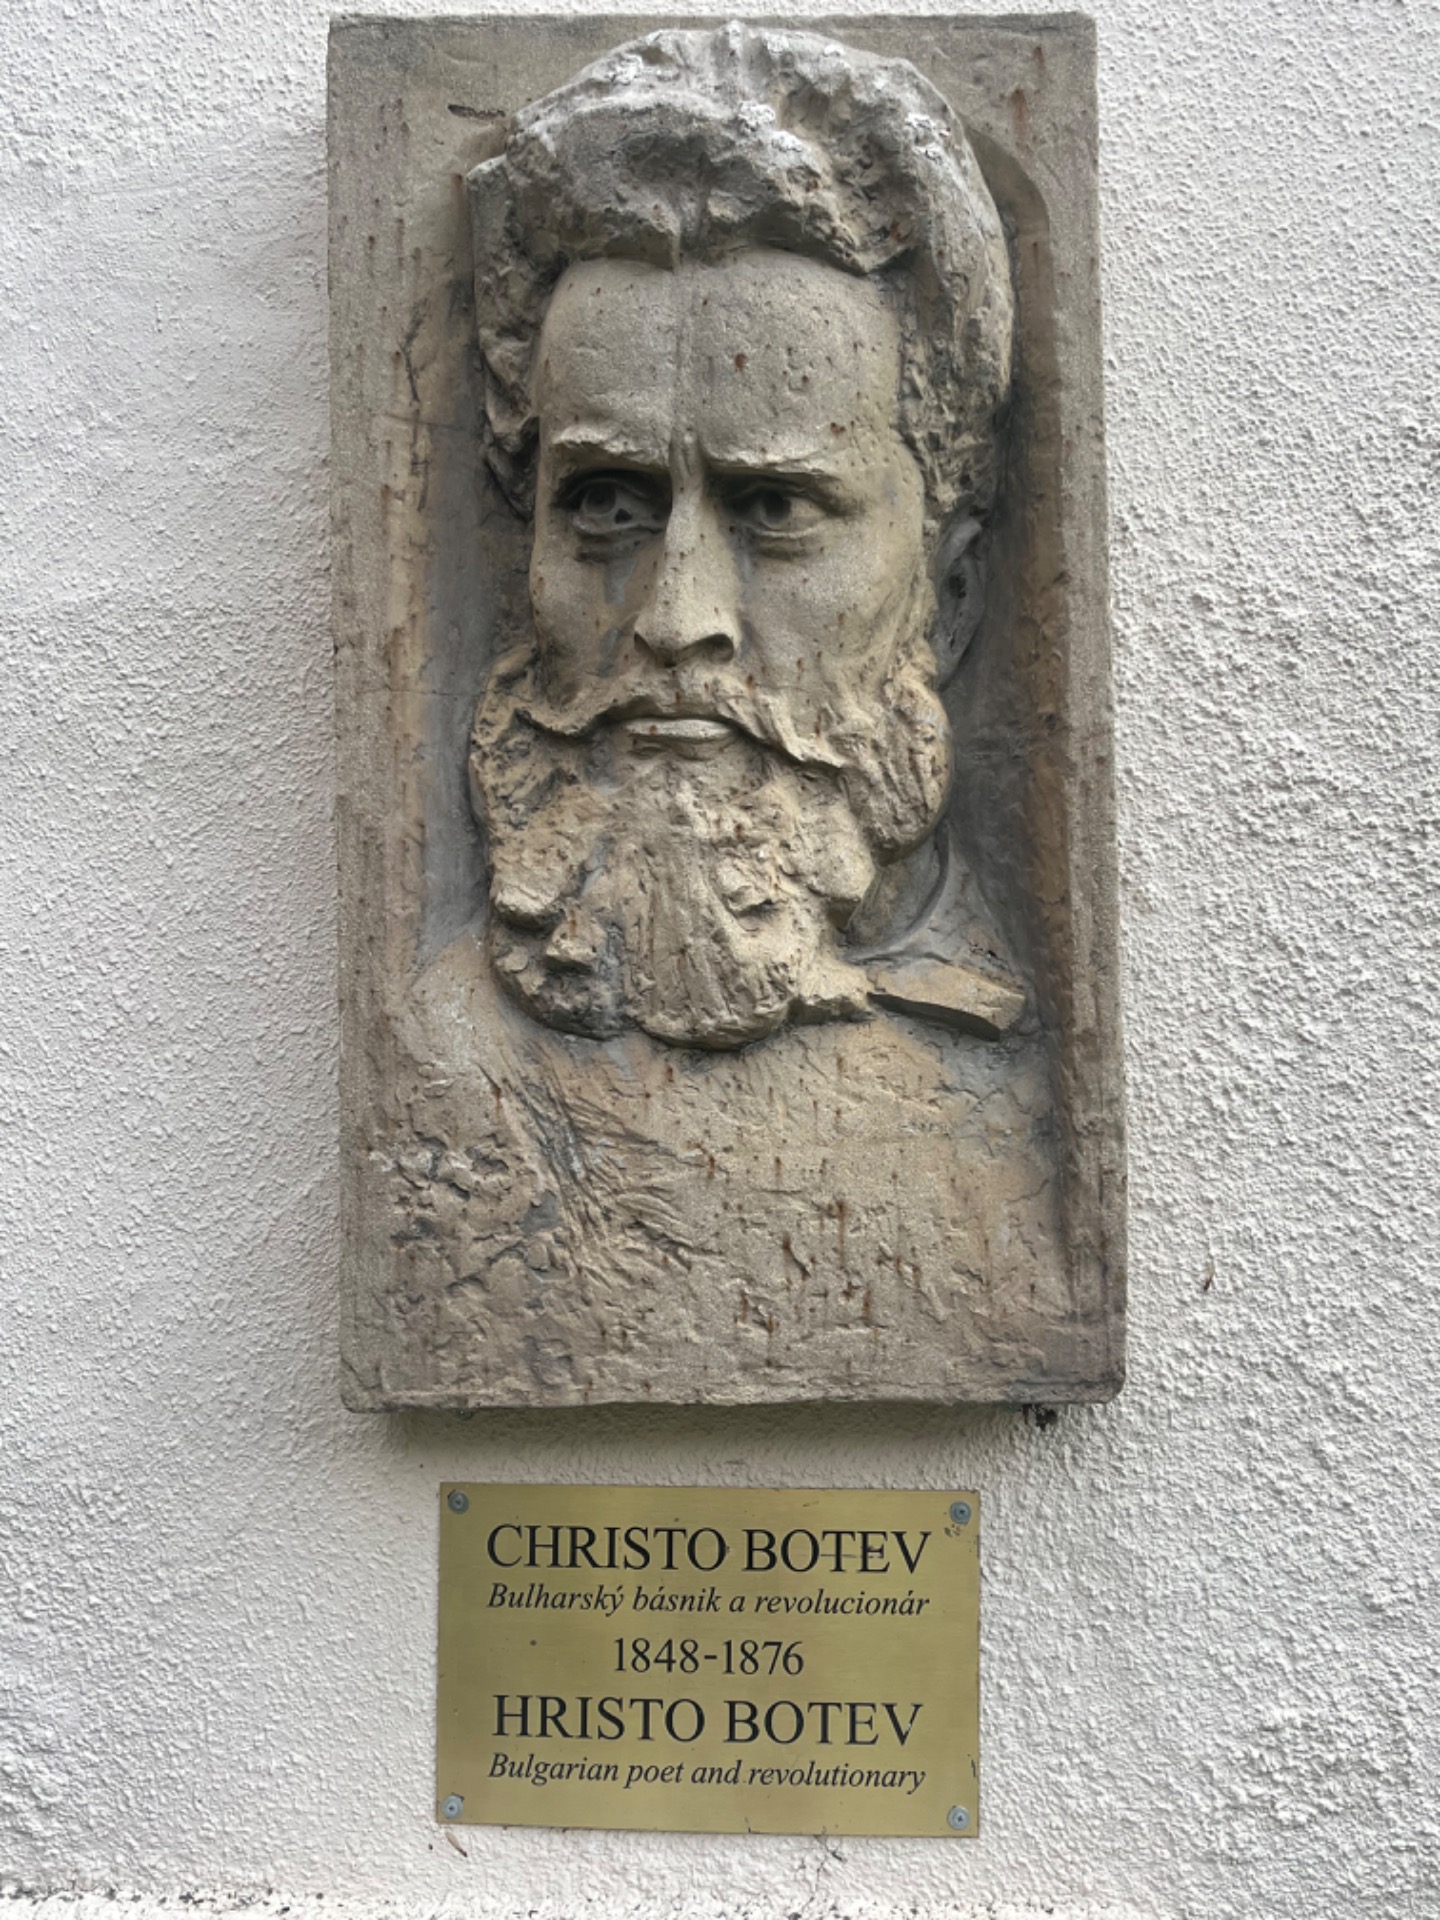 CHRISTO BOTEV
Bulharský básnik a revolucionár
1848-1876
HRISTO BOTEV
Bulgarian poet and revolutionary